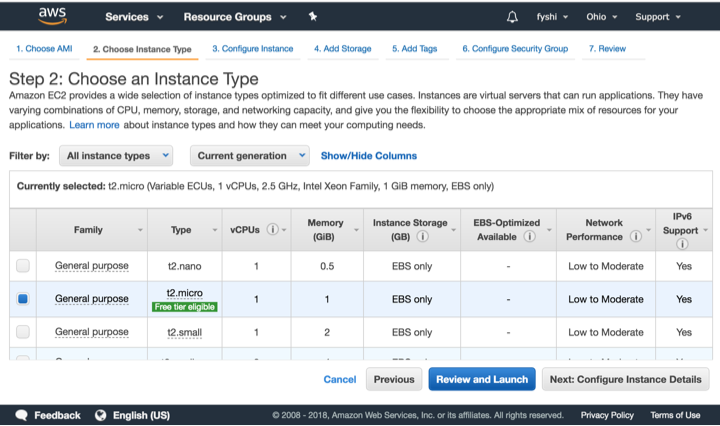 aws
Services Resource Groups fyshi Ohio Support
1. Choose AMI 2. Choose Instance Type 3. Configure Instance 4. Add Storage 5. Add Tags 6. Configure Security Group 7. Review
Step 2: Choose an Instance Type
Amazon EC2 provides a wide selection of instance types optimized to fit different use cases. Instances are virtual servers that can run applications. They have
varying combinations of CPU, memory, storage, and networking capacity, and give you the flexibility to choose the appropriate mix of resources for your
applications. Learn more about instance types and how they can meet your computing needs.
Filter by: All instance types Current generation Show/Hide Columns
Currently selected: t2.micro (Variable ECUs, 1 vCPUs, 2.5 GHz, Intel Xeon Family, 1 GiB memory, EBS only)
Family Type vCPUs Memory (GiB) Instance Storage (GB) EBS-Optimized Available Network Performance IPv6 Support
General purpose t2.nano 1 0.5 EBS only - Low to Moderate Yes
General purpose t2.micro 1 1 EBS only - Low to Moderate Yes
Free tier eligible
General purpose t2.small 1 2 EBS only - Low to Moderate Yes
Cancel Previous Review and Launch Next: Configure Instance Details
Feedback English (US) © 2008 - 2018, Amazon Web Services, Inc. or its affiliates. All rights reserved. Privacy Policy Terms of Use